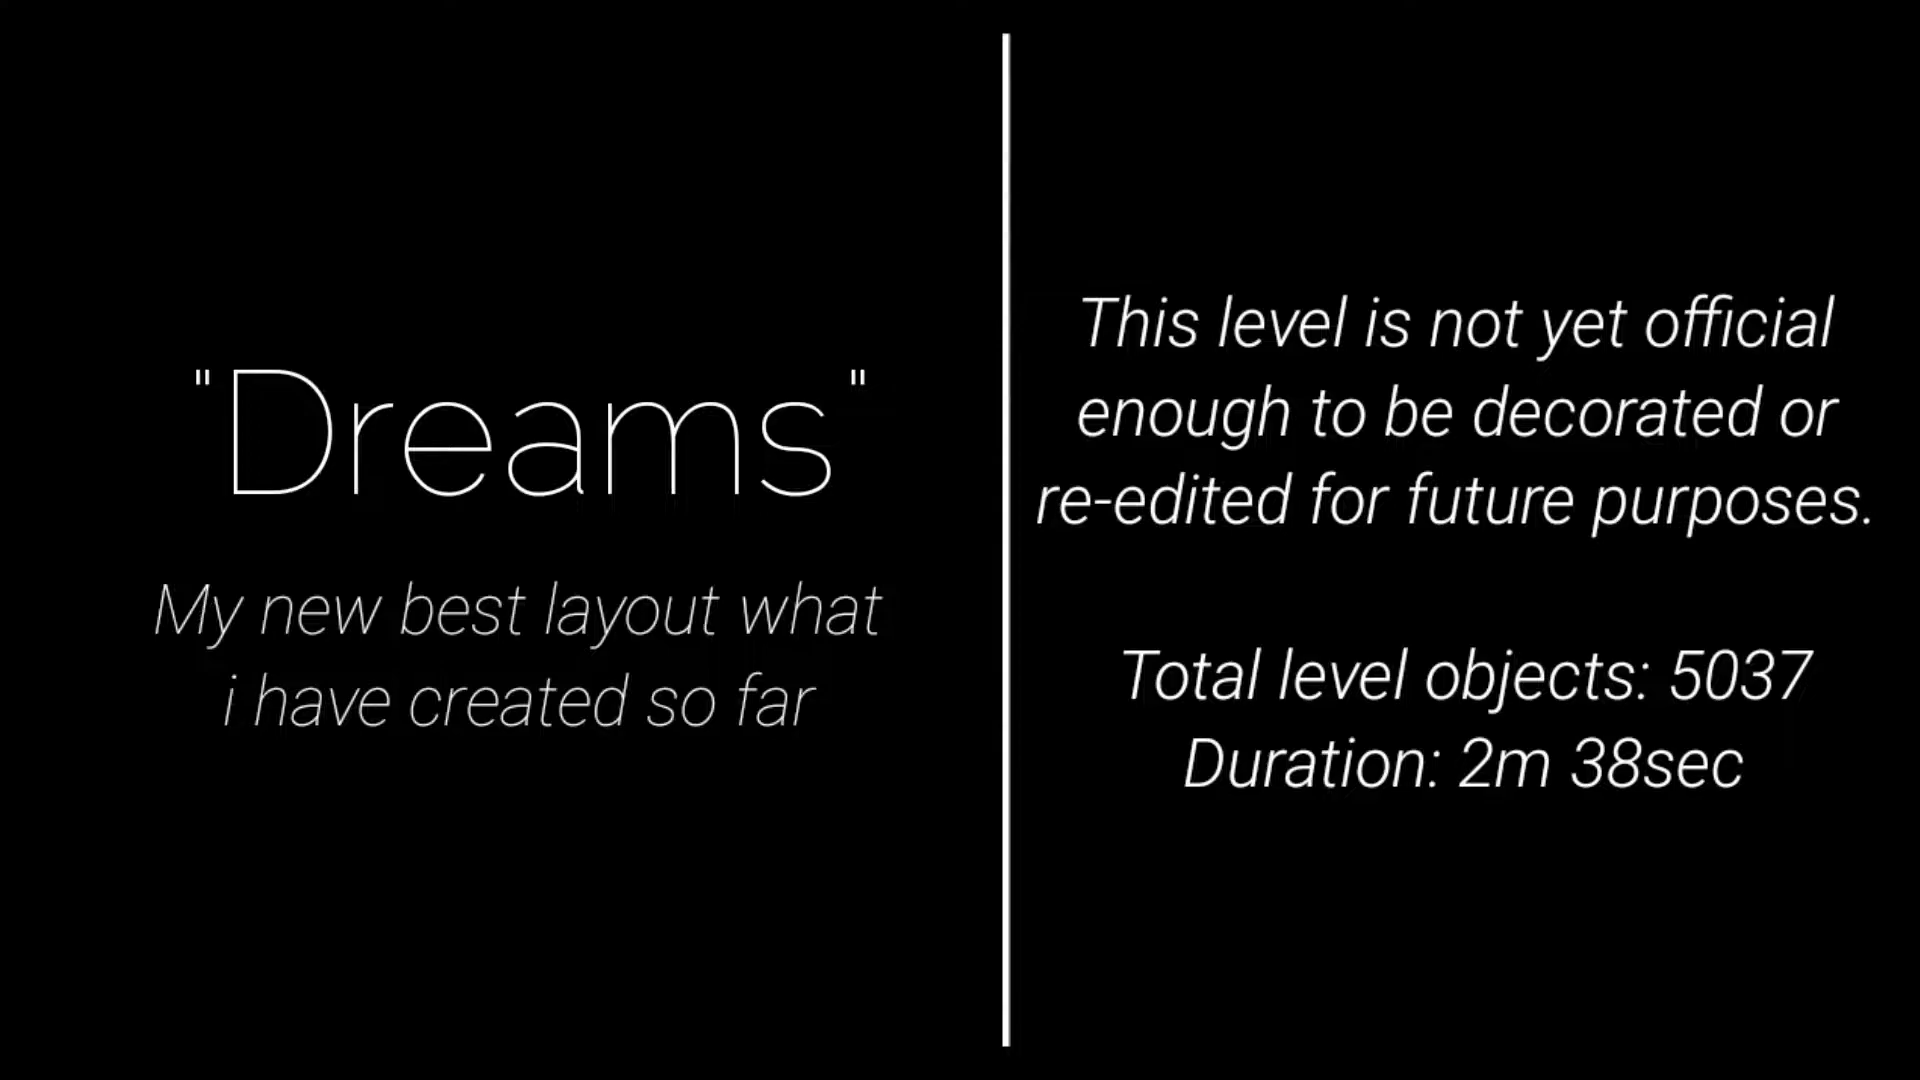 "Dreams"
My new best layout what
i have created so far
This level is not yet official
enough to be decorated or
re-edited for future purposes.
Total level objects: 5037
Duration: 2m 38sec